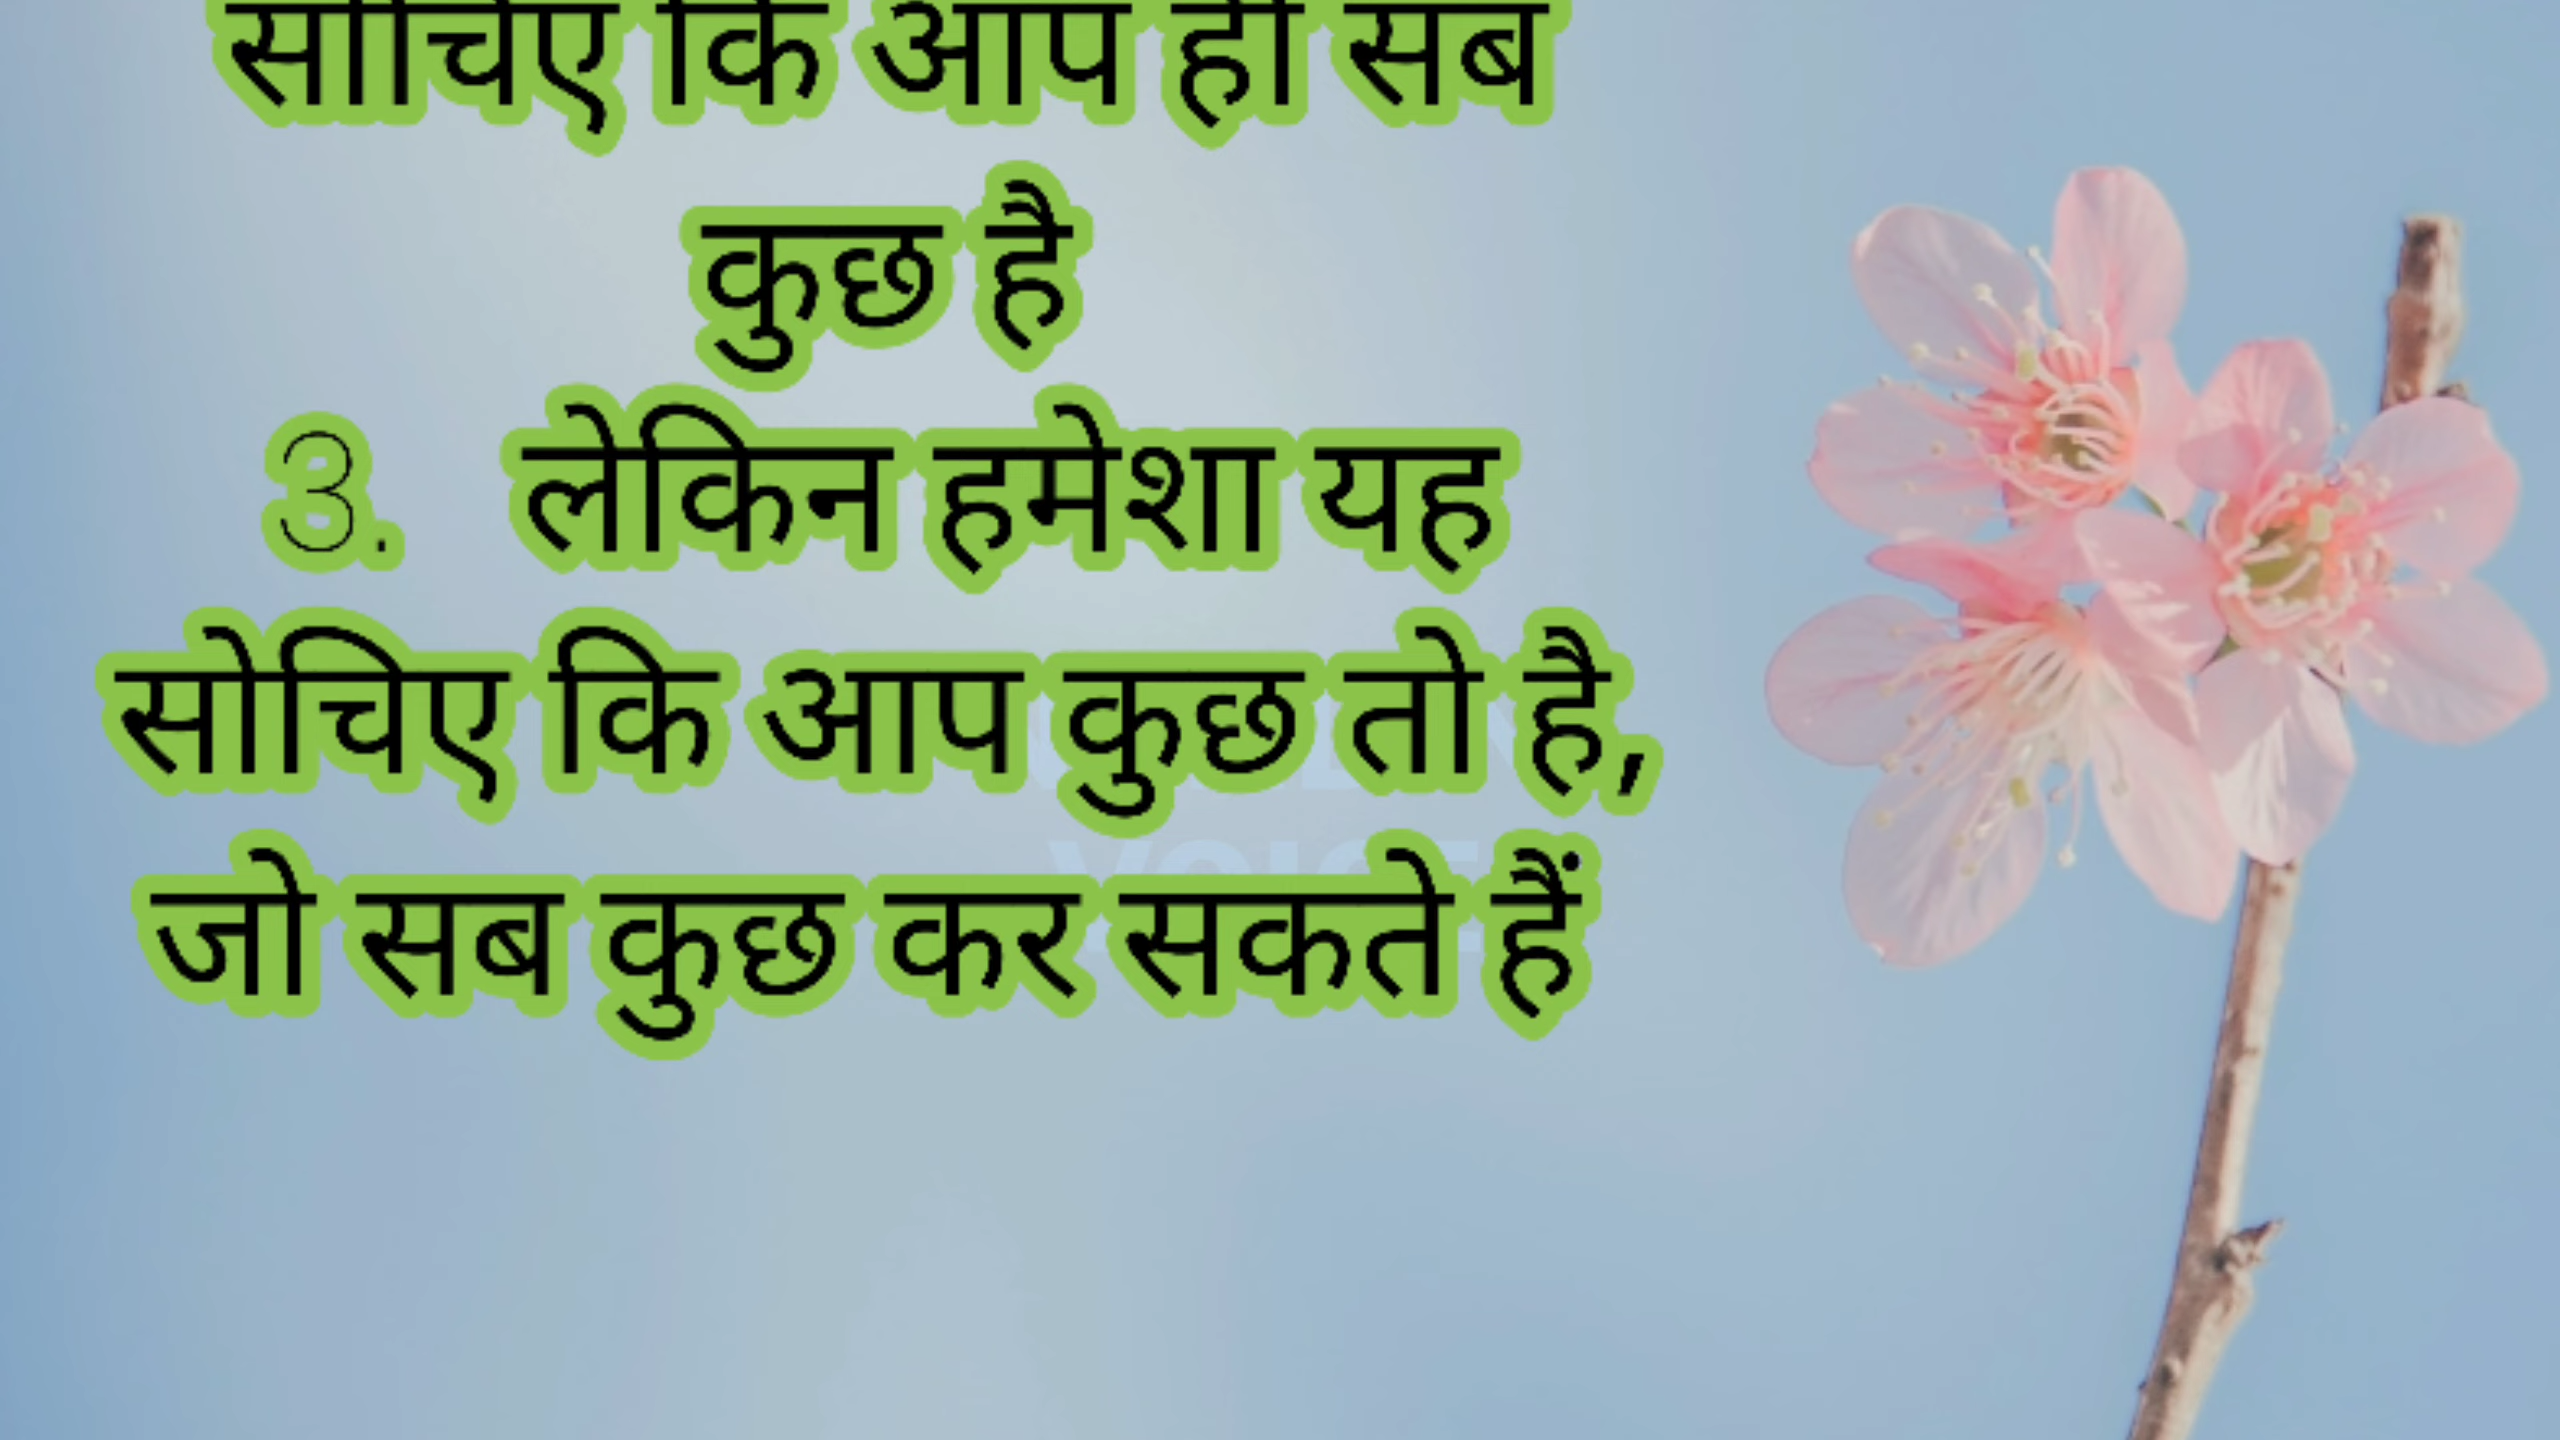 सोचिए कि आप ही सब
कुछ है
3. लेकिन हमेशा यह
सोचिए कि आप कुछ तो है,
जो सब कुछ कर सकते हैं